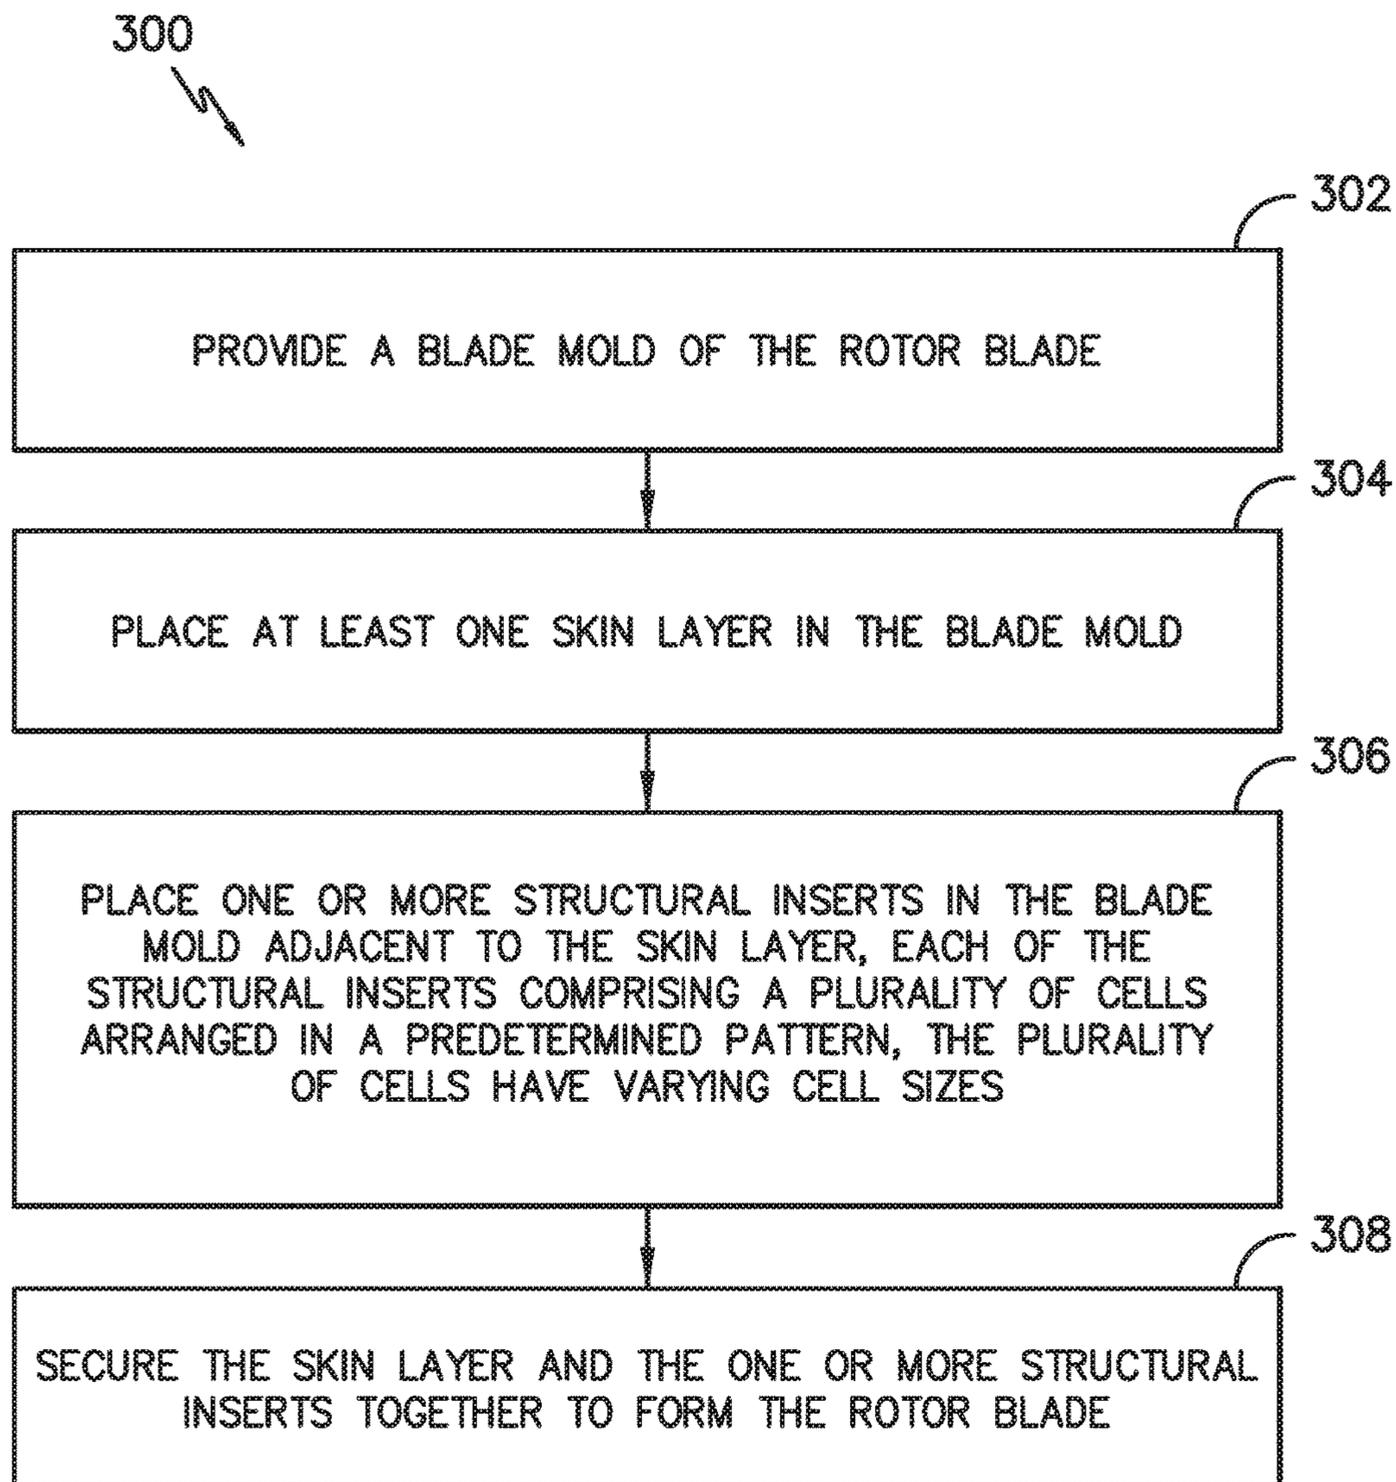 300
302
PROVIDE A BLADE MOLD OF THE ROTOR BLADE
304
PLACE AT LEAST ONE SKIN LAYER IN THE BLADE MOLD
306
PLACE ONE OR MORE STRUCTURAL INSERTS IN THE BLADE
MOLD ADJACENT TO THE SKIN LAYER, EACH OF THE
STRUCTURAL INSERTS COMPRISING A PLURALITY OF CELLS
ARRANGED IN A PREDETERMINED PATTERN, THE PLURALITY
OF CELLS HAVE VARYING CELL SIZES
308
SECURE THE SKIN LAYER AND THE ONE OR MORE STRUCTURAL
INSERTS TOGETHER TO FORM THE ROTOR BLADE